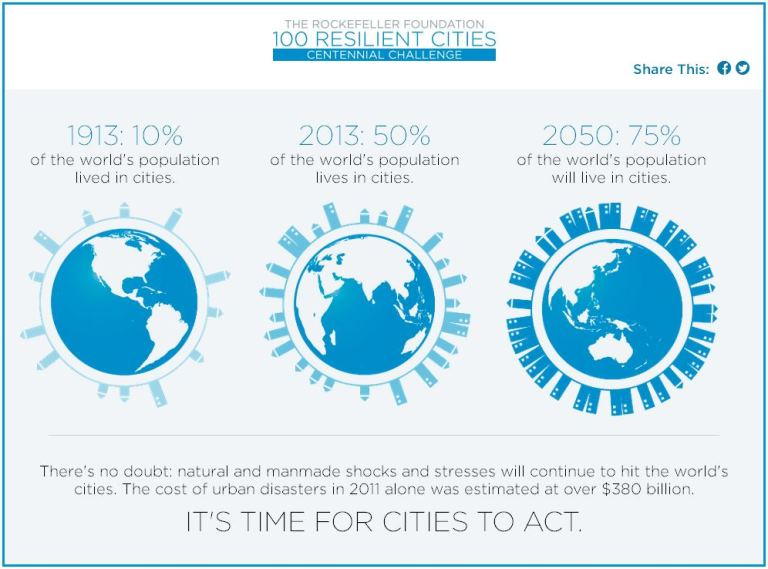 THE ROCKEFELLER FOUNDATION
100 RESILIENT CITIES
CENTENNIAL CHALLENGE
Share This:
1913: 10%
of the world's population
lived in cities.
2013: 50%
of the world's population
lives in cities.
2050: 75%
of the world's population
will live in cities.
There's no doubt: natural and manmade shocks and stresses will continue to hit the world's
cities. The cost of urban disasters in 2011 alone was estimated at over $380 billion.
IT'S TIME FOR CITIES TO ACT.